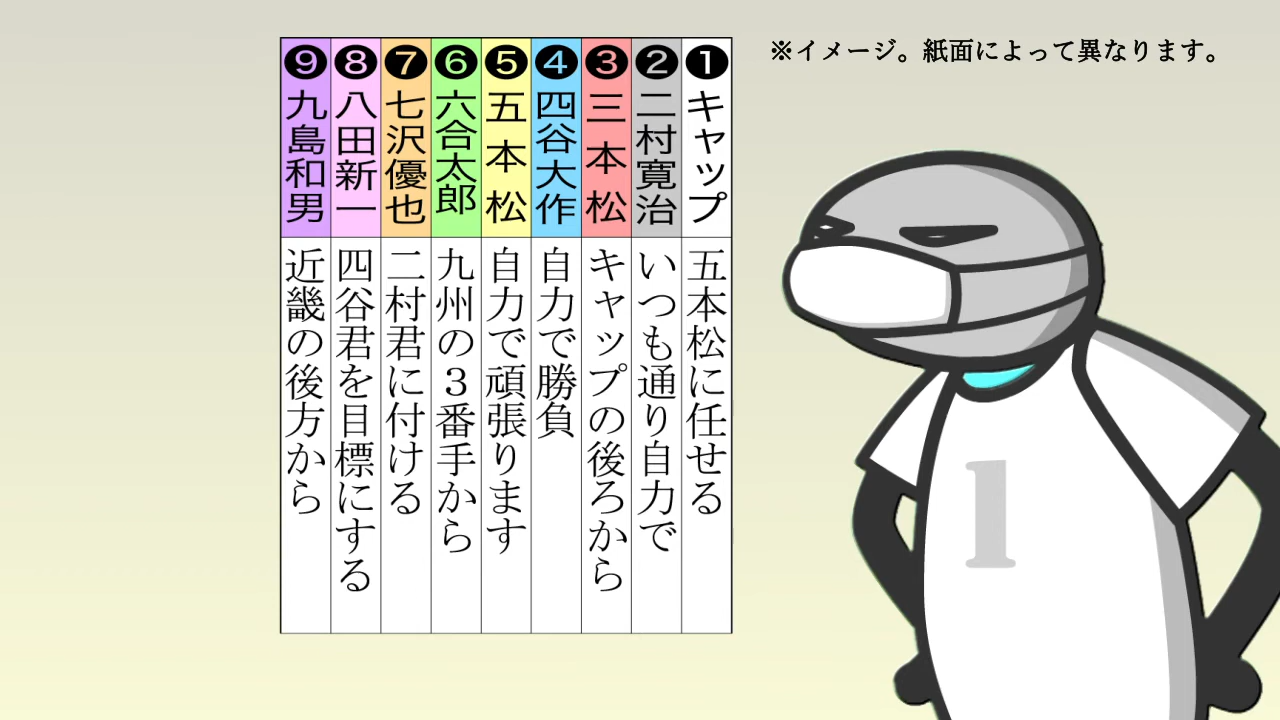 ※イメージ。紙面によって異なります。
❶キャップ
五本松に任せる
❷二村寛治
いつも通り自力で
❸三本松
キャップの後ろから
❹四谷大作
自力で勝負
❺五本松
自力で頑張ります
❻六合太郎
九州の3番手から
❼七沢優也
二村君に付ける
❽八田新一
四谷君を目標にする
❾九島和男
近畿の後方から
1